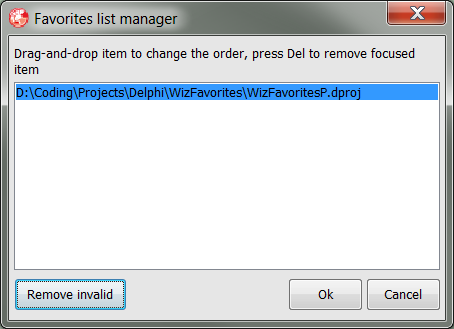 Favorites list manager
Drag-and-drop item to change the order, press Del to remove focused
item
D:\Coding\Projects\Delphi\WizFavorites\WizFavoritesP.dproj
Remove invalid
Ok
Cancel